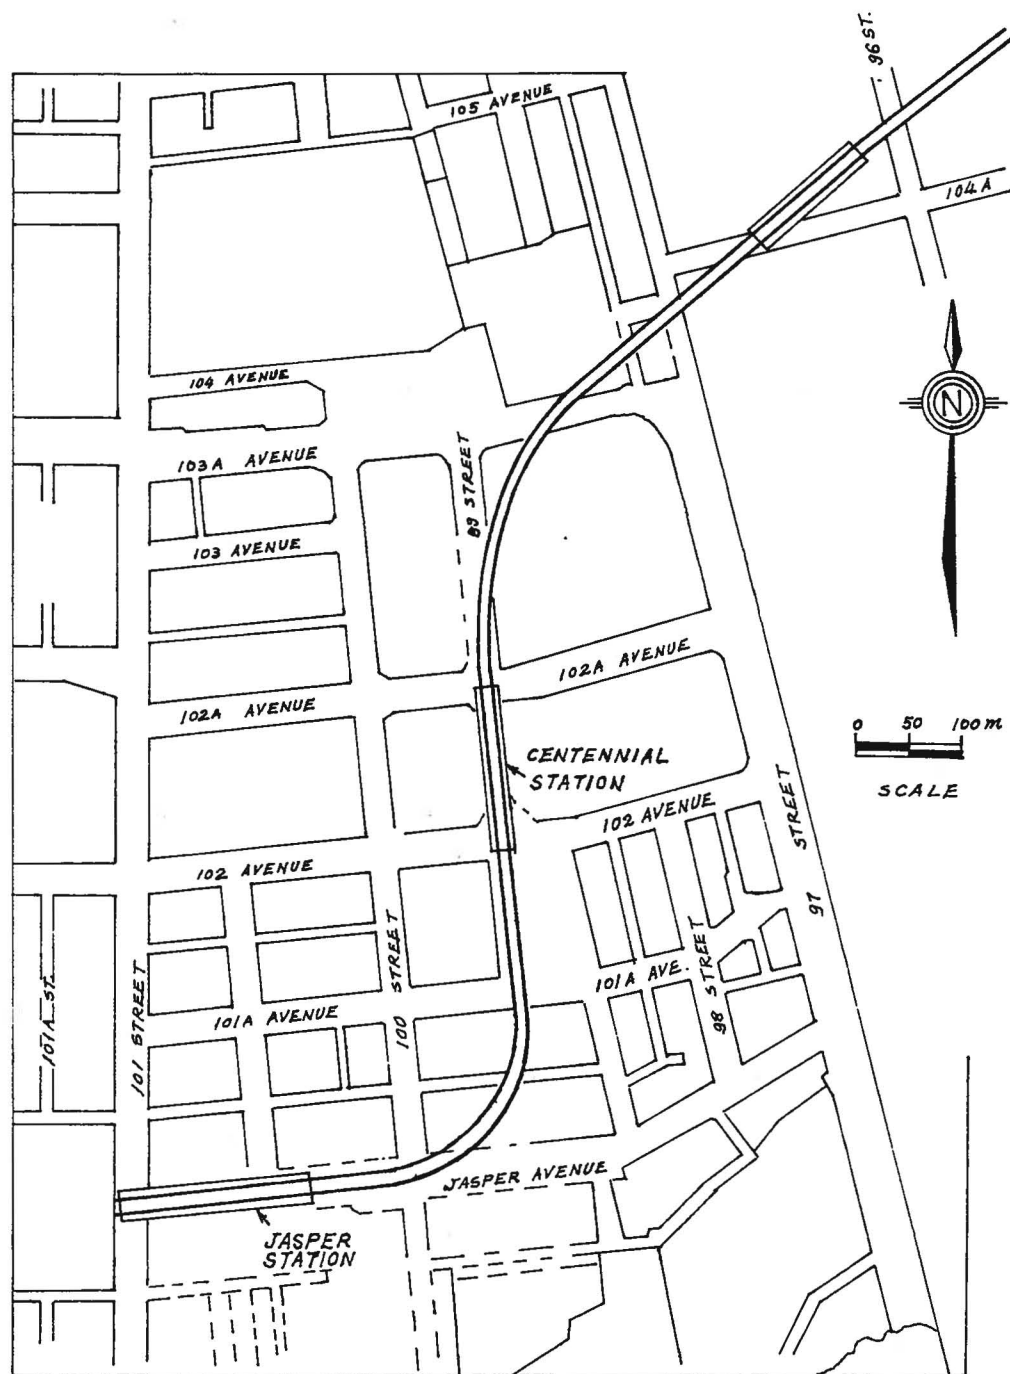 96 ST.
105 AVENUE
104 A
104 AVENUE
N
103A AVENUE
99 STREET
103 AVENUE
102A AVENUE
102A AVENUE
0 50 100 m
SCALE
CENTENNIAL
STATION
102 AVENUE
STREET
97
102 AVENUE
STREET
100
98 STREET
101A AVE.
101A AVENUE
101A ST.
101 STREET
JASPER AVENUE
JASPER
STATION